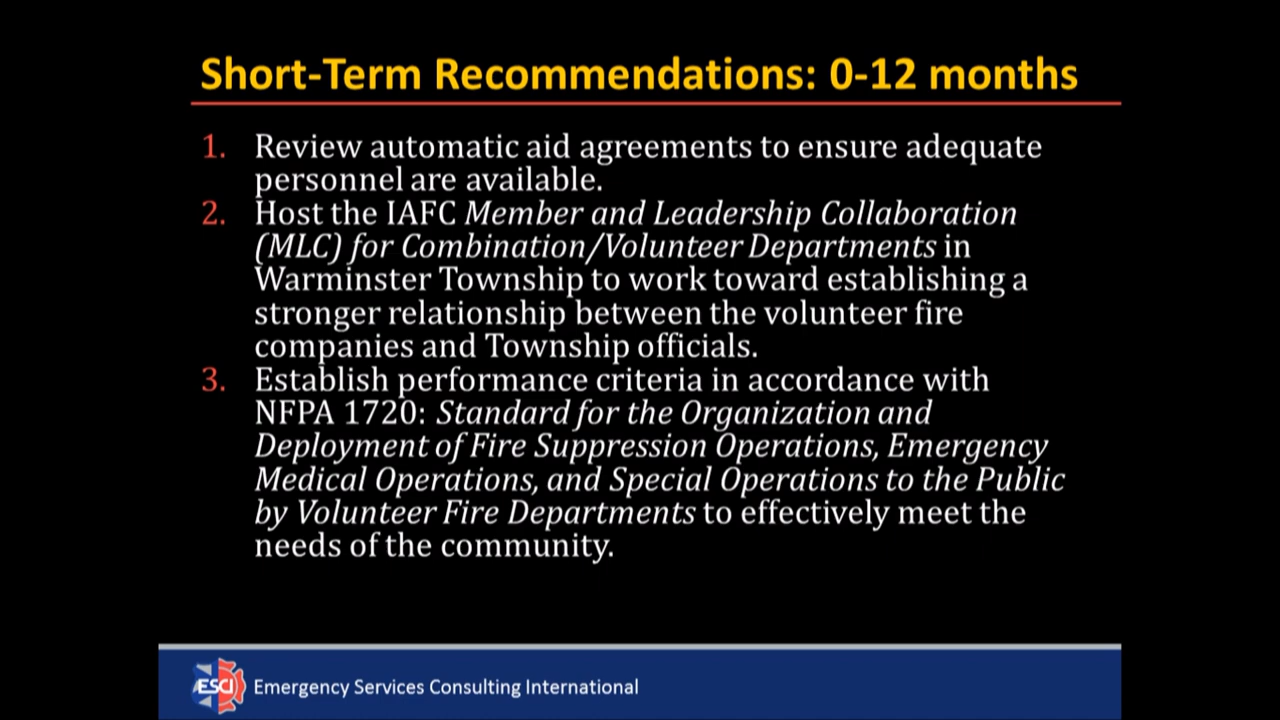 Short-Term Recommendations: 0-12 months
1. Review automatic aid agreements to ensure adequate
personnel are available.
2. Host the IAFC Member and Leadership Collaboration
(MLC) for Combination/Volunteer Departments in
Warminster Township to work toward establishing a
stronger relationship between the volunteer fire
companies and Township officials.
3. Establish performance criteria in accordance with
NFPA 1720: Standard for the Organization and
Deployment of Fire Suppression Operations, Emergency
Medical Operations, and Special Operations to the Public
by Volunteer Fire Departments to effectively meet the
needs of the community.
ÆSCI Emergency Services Consulting International